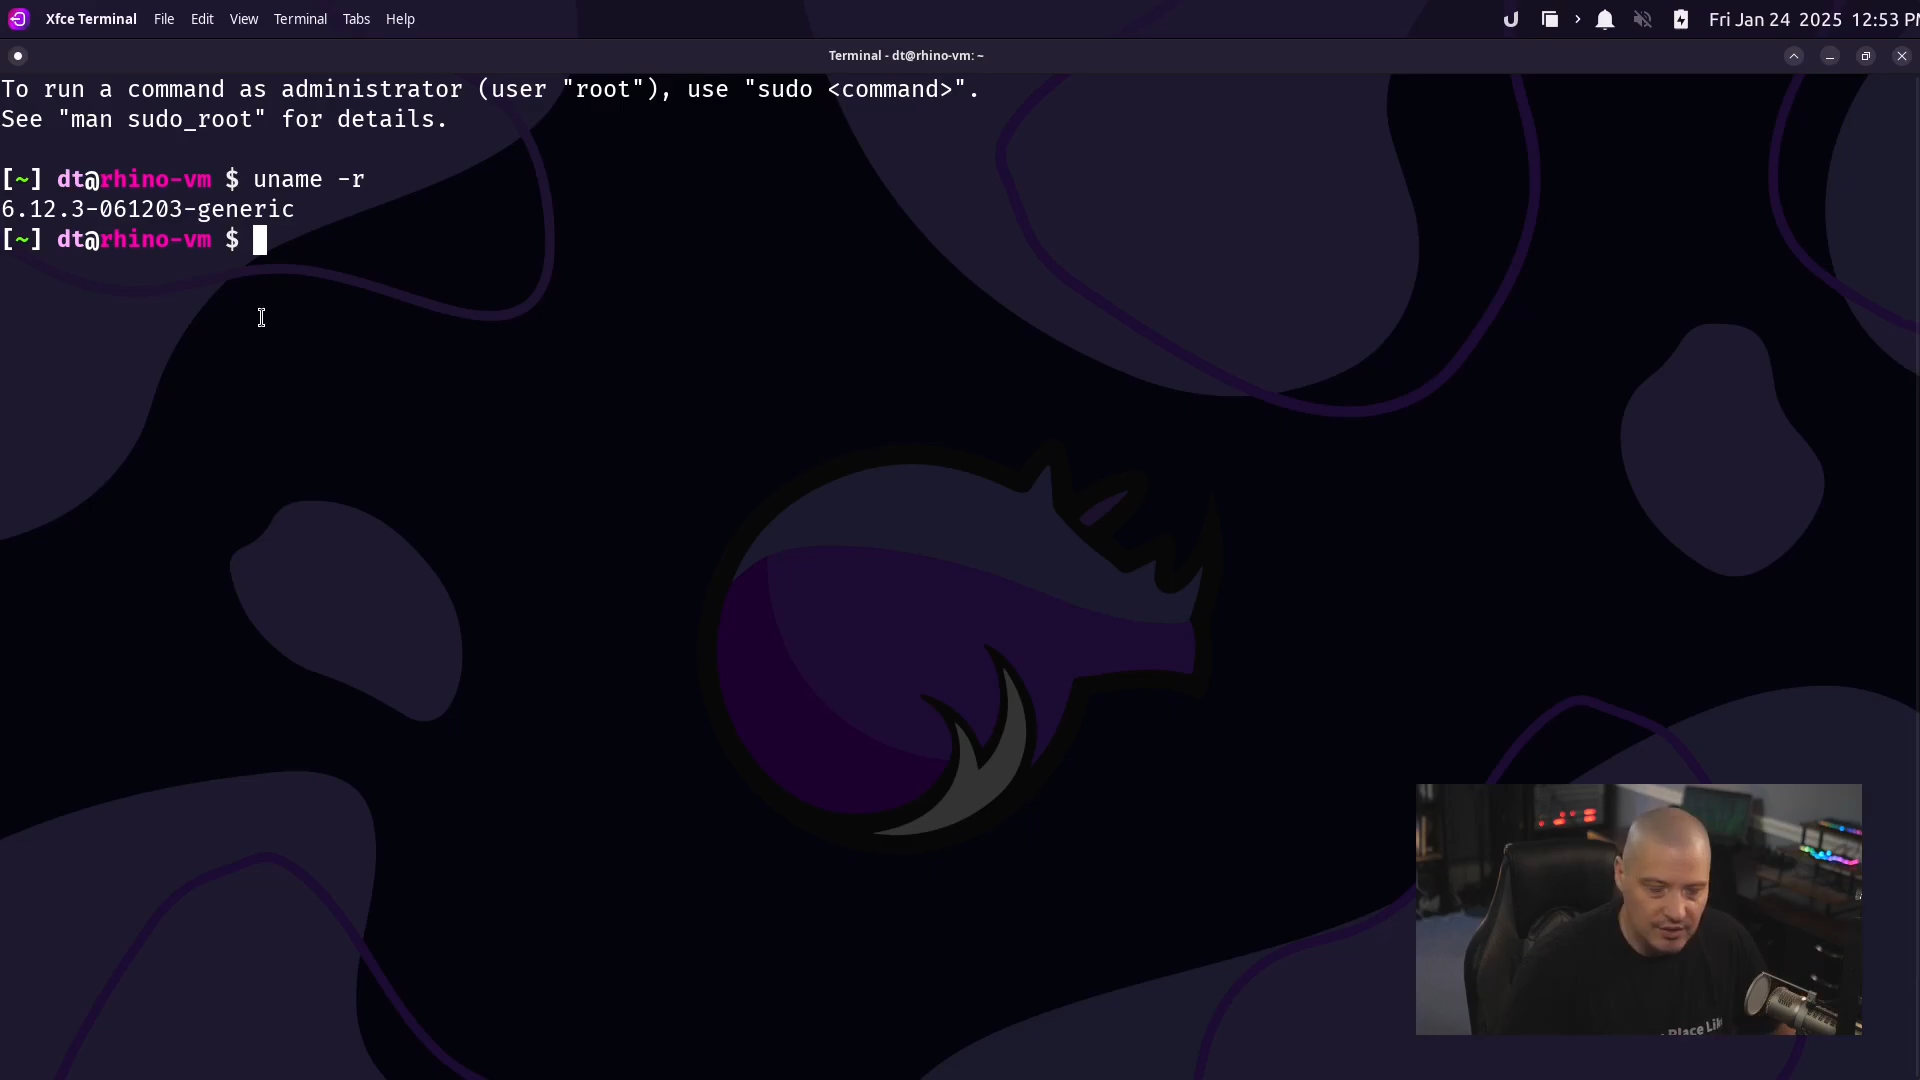 Xfce Terminal File Edit View Terminal Tabs Help
Fri Jan 24 2025 12:53 P
Terminal - dt@rhino-vm: ~
To run a command as administrator (user "root"), use "sudo <command>".
See "man sudo_root" for details.
[~] dt@rhino-vm $ uname -r
6.12.3-061203-generic
[~] dt@rhino-vm $
Place Lik